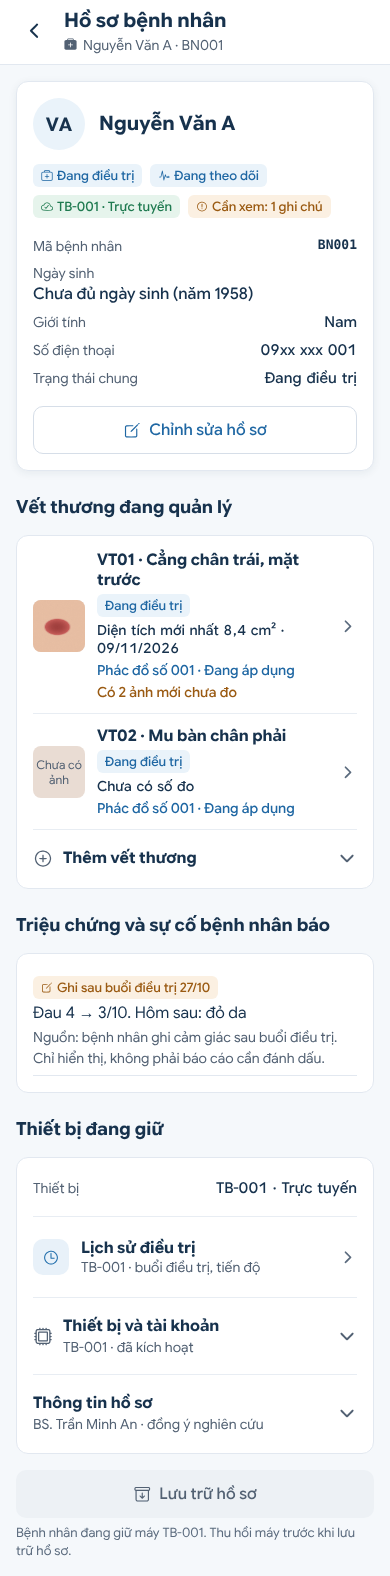 Hồ sơ bệnh nhân
Nguyễn Văn A · BN001
VA
Nguyễn Văn A
Đang điều trị
Đang theo dõi
TB-001 · Trực tuyến
Cần xem: 1 ghi chú
Mã bệnh nhân
BN001
Ngày sinh
Chưa đủ ngày sinh (năm 1958)
Giới tính
Nam
Số điện thoại
09xx xxx 001
Trạng thái chung
Đang điều trị
Chỉnh sửa hồ sơ
Vết thương đang quản lý
VT01 · Cẳng chân trái, mặt
trước
Đang điều trị
Diện tích mới nhất 8,4 cm² ·
09/11/2026
Phác đồ số 001 · Đang áp dụng
Có 2 ảnh mới chưa đo
Chưa có
ảnh
VT02 · Mu bàn chân phải
Đang điều trị
Chưa có số đo
Phác đồ số 001 · Đang áp dụng
Thêm vết thương
Triệu chứng và sự cố bệnh nhân báo
Ghi sau buổi điều trị 27/10
Đau 4 → 3/10. Hôm sau: đỏ da
Nguồn: bệnh nhân ghi cảm giác sau buổi điều trị.
Chỉ hiển thị, không phải báo cáo cần đánh dấu.
Thiết bị đang giữ
Thiết bị
TB-001 · Trực tuyến
Lịch sử điều trị
TB-001 · buổi điều trị, tiến độ
Thiết bị và tài khoản
TB-001 · đã kích hoạt
Thông tin hồ sơ
BS. Trần Minh An · đồng ý nghiên cứu
Lưu trữ hồ sơ
Bệnh nhân đang giữ máy TB-001. Thu hồi máy trước khi lưu
trữ hồ sơ.